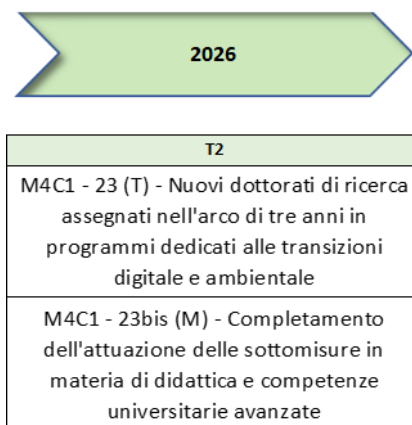 2026
T2
M4C1 - 23 (T) - Nuovi dottorati di ricerca
assegnati nell'arco di tre anni in
programmi dedicati alle transizioni
digitale e ambientale
M4C1 - 23bis (M) - Completamento
dell'attuazione delle sottomisure in
materia di didattica e competenze
universitarie avanzate